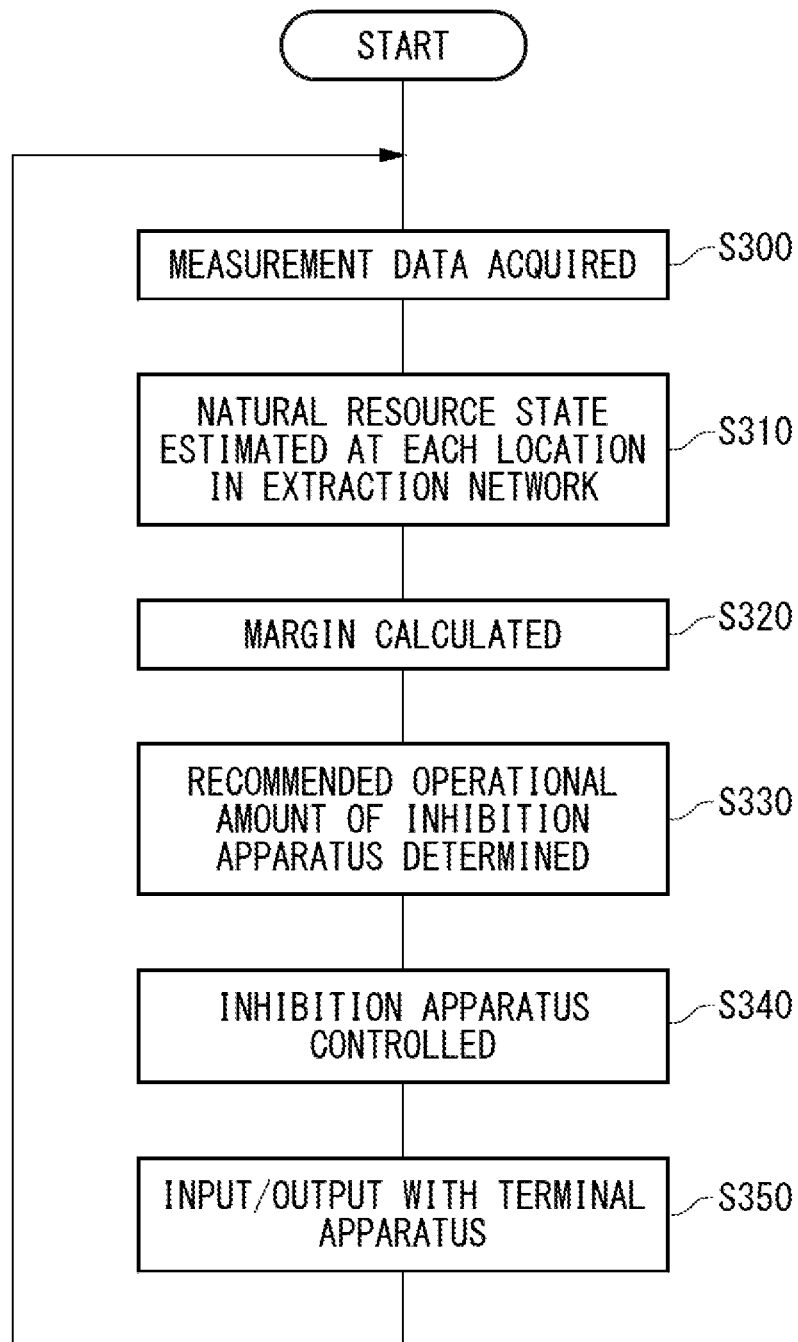 START
MEASUREMENT DATA ACQUIRED
S300
NATURAL RESOURCE STATE
ESTIMATED AT EACH LOCATION
IN EXTRACTION NETWORK
S310
MARGIN CALCULATED
S320
RECOMMENDED OPERATIONAL
AMOUNT OF INHIBITION
APPARATUS DETERMINED
S330
INHIBITION APPARATUS
CONTROLLED
S340
INPUT/OUTPUT WITH TERMINAL
APPARATUS
S350